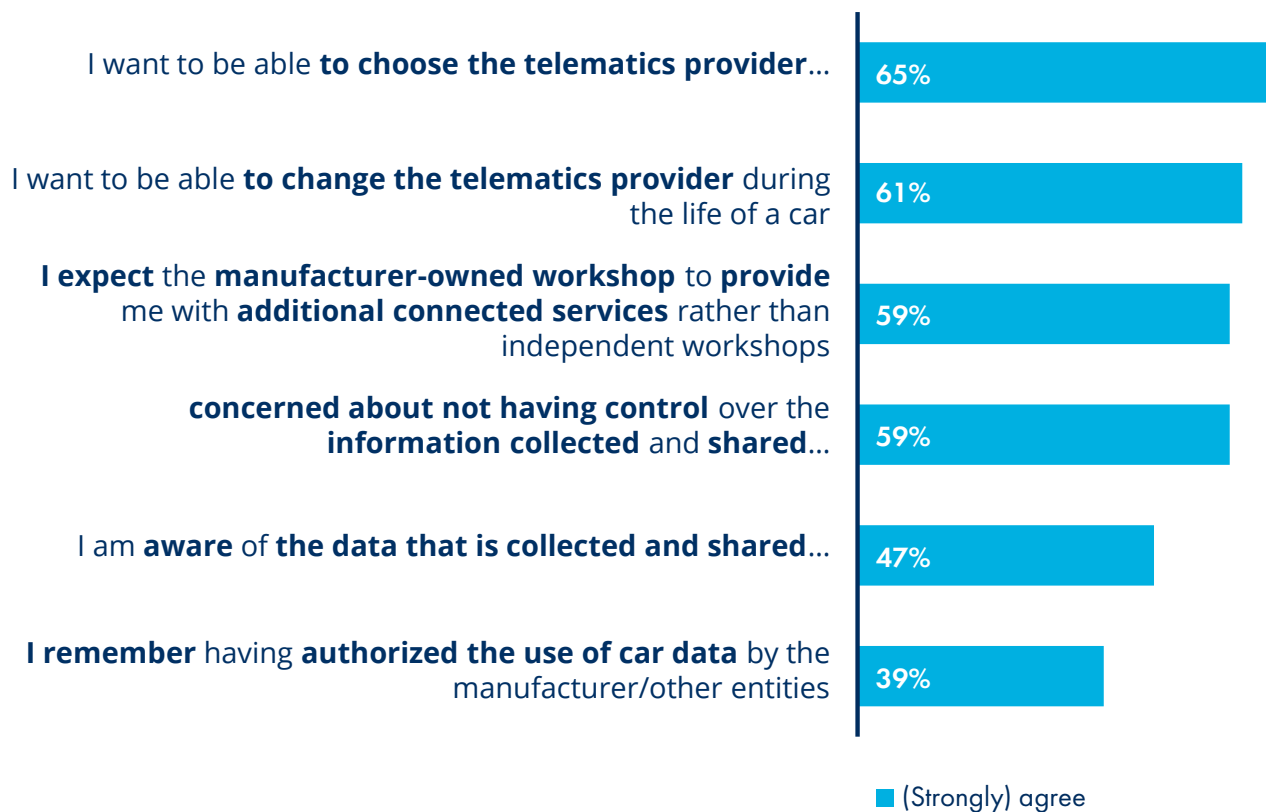 I want to be able to choose the telematics provider...
65%
I want to be able to change the telematics provider during
the life of a car
61%
I expect the manufacturer-owned workshop to provide
me with additional connected services rather than
independent workshops
59%
concerned about not having control over the
information collected and shared...
59%
I am aware of the data that is collected and shared...
47%
I remember having authorized the use of car data by the
manufacturer/other entities
39%
(Strongly) agree